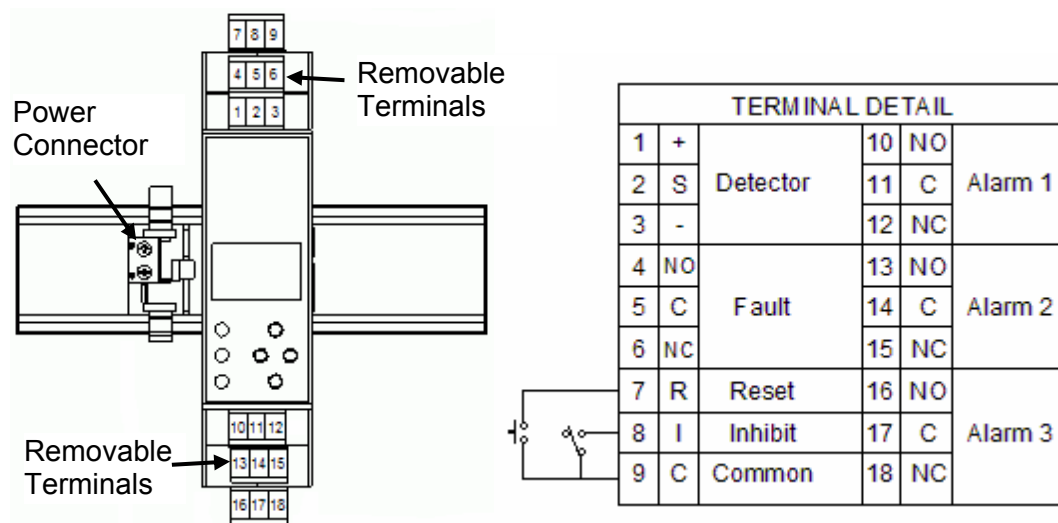 7 8 9
4 5 6
1 2 3
Removable
Terminals
Power
Connector
10 11 12
13 14 15
16 17 18
Removable
Terminals
TERMINAL DETAIL
1 + Detector 10 NO Alarm 1
2 S 11 C
3 - 12 NC
4 NO Fault 13 NO Alarm 2
5 C 14 C
6 NC 15 NC
7 R Reset 16 NO Alarm 3
8 I Inhibit 17 C
9 C Common 18 NC